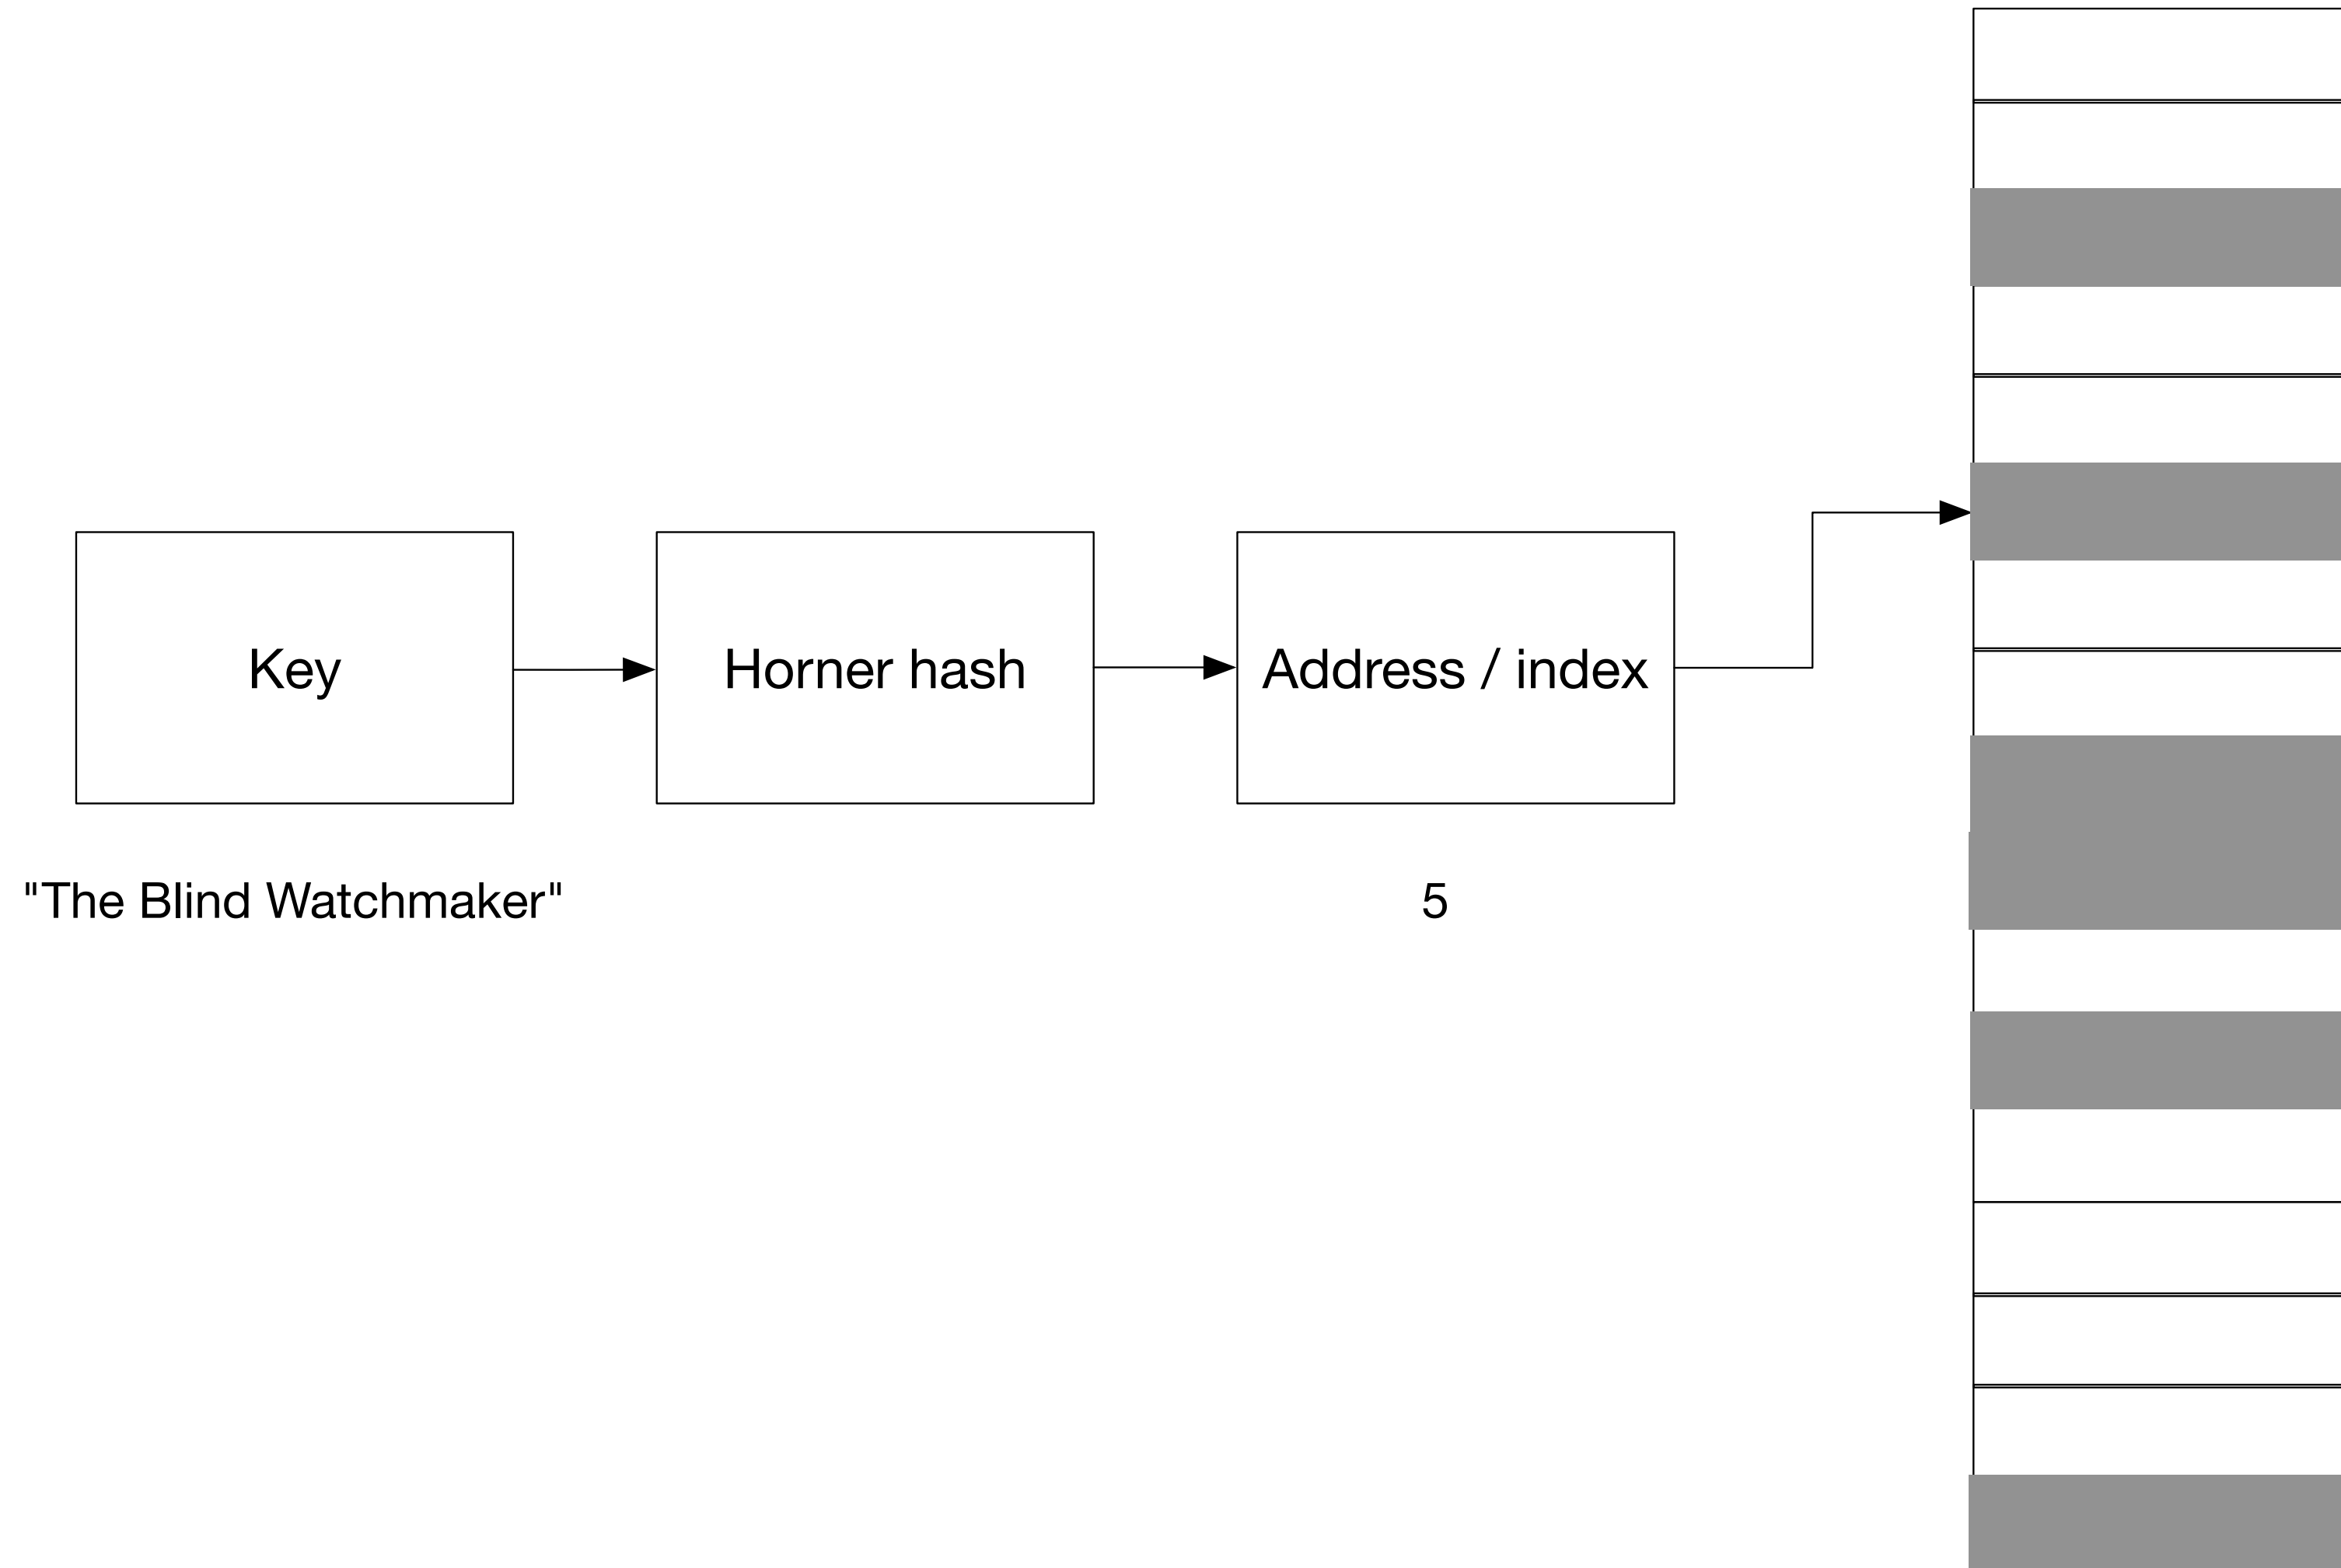 Key
Horner hash
Address / index
"The Blind Watchmaker"
5